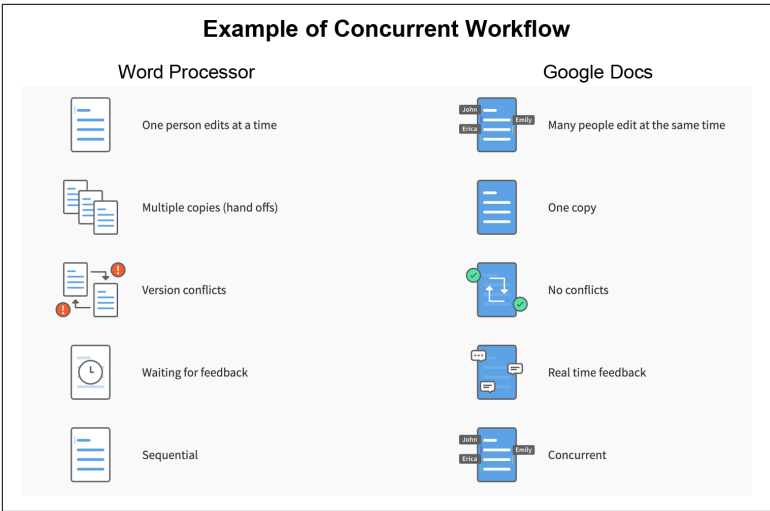 Example of Concurrent Workflow
Word Processor
Google Docs
One person edits at a time
John
Emily
Erica
Many people edit at the same time
Multiple copies (hand offs)
One copy
!
Version conflicts
!
No conflicts
Waiting for feedback
Real time feedback
Sequential
John
Emily
Erica
Concurrent